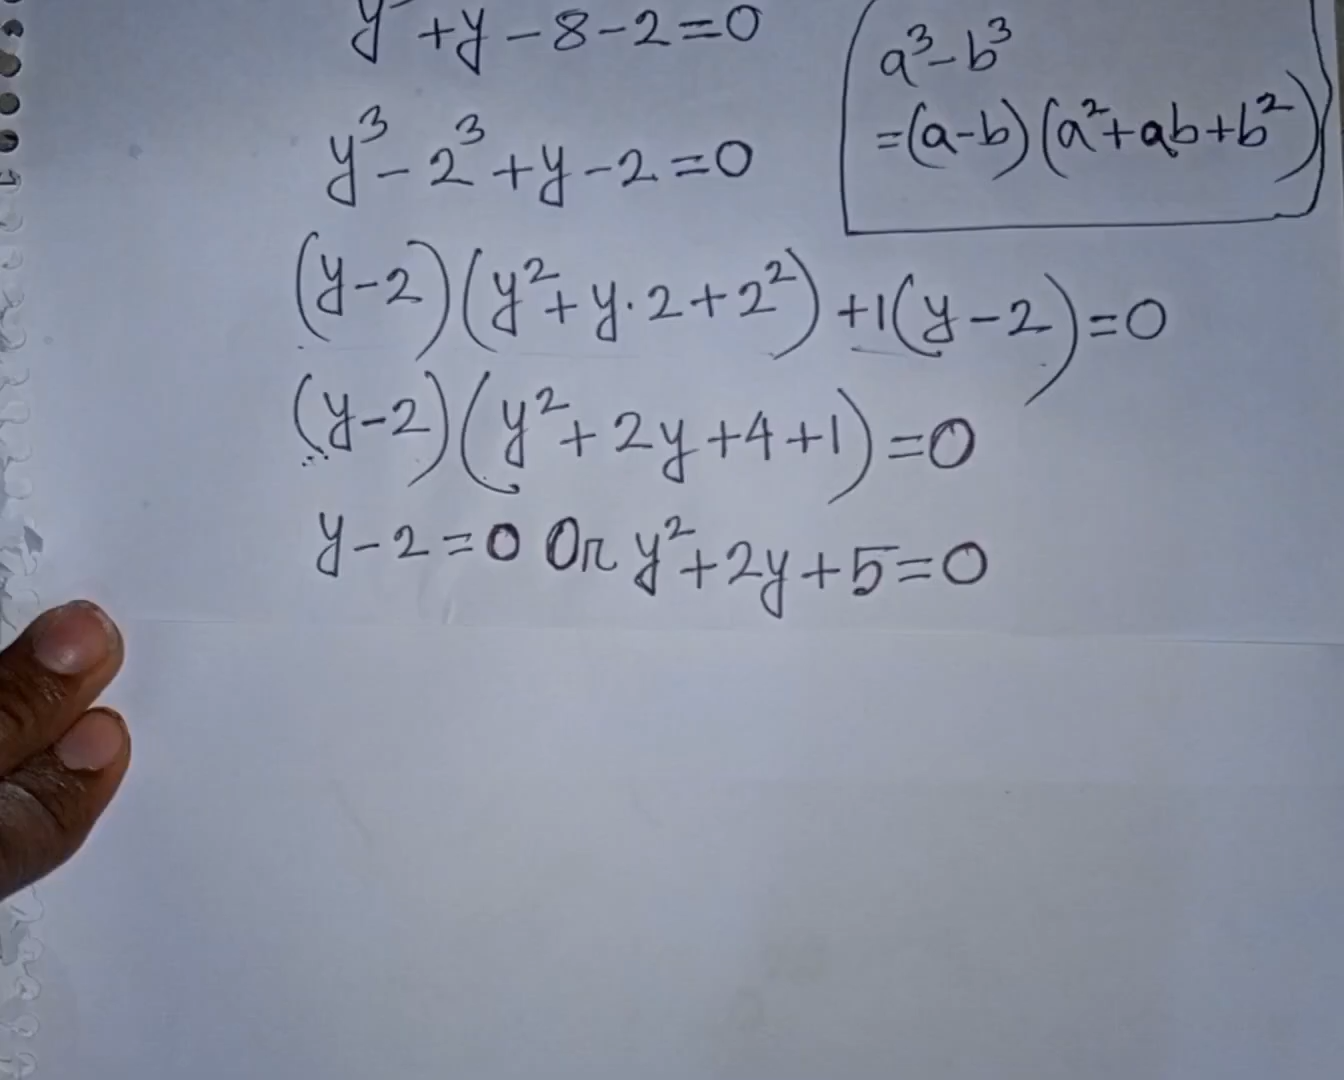 y +y-8-2=0
y³-2³+y-2=0
(y-2)(y²+y·2+2²)+1(y-2)=0
(y-2)(y²+2y+4+1)=0
y-2=0 Or y²+2y+5=0
a³-b³
=(a-b)(a²+ab+b²)